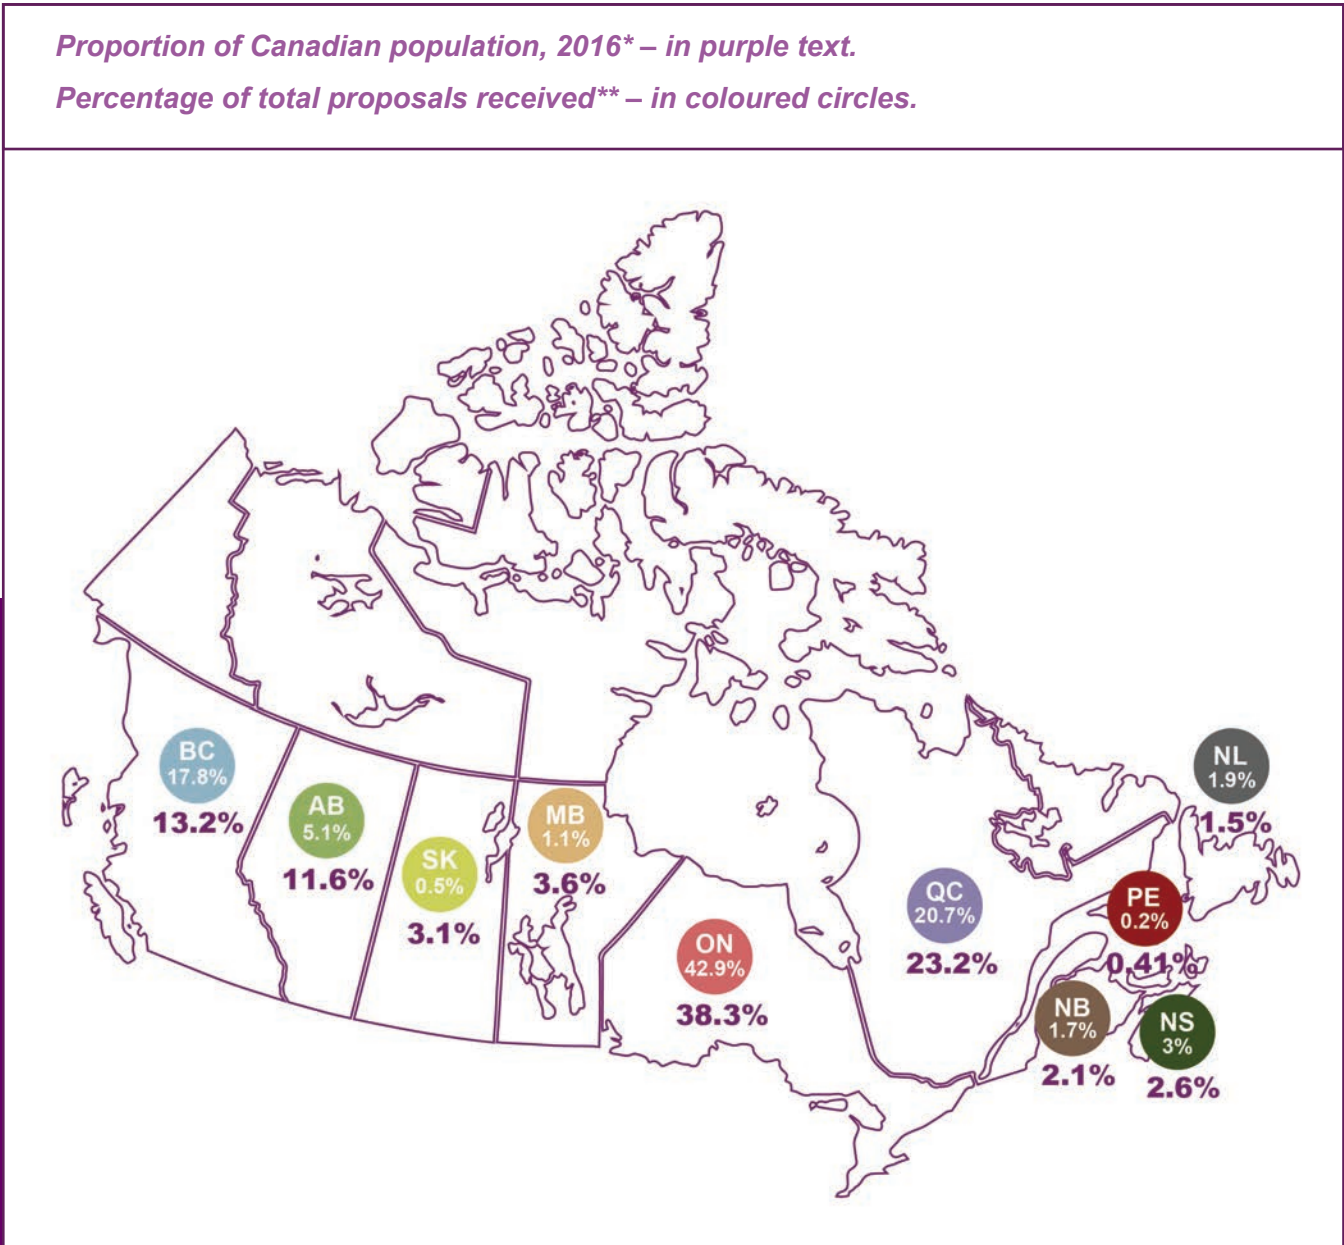 Proportion of Canadian population, 2016* – in purple text.
Percentage of total proposals received** – in coloured circles.
BC
17.8%
13.2%
AB
5.1%
11.6%
SK
0.5%
3.1%
MB
1.1%
3.6%
ON
42.9%
38.3%
QC
20.7%
23.2%
NL
1.9%
1.5%
PE
0.2%
0.41%
NB
1.7%
2.1%
NS
3%
2.6%